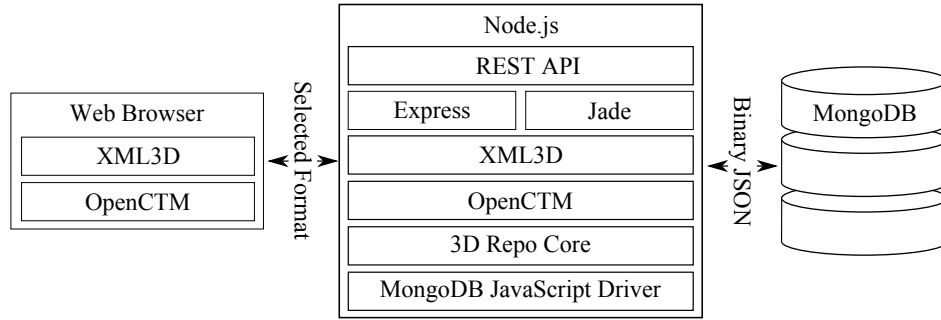 Web Browser
XML3D
OpenCTM
Selected Format
Node.js
REST API
Express
Jade
XML3D
OpenCTM
3D Repo Core
MongoDB JavaScript Driver
Binary JSON
MongoDB